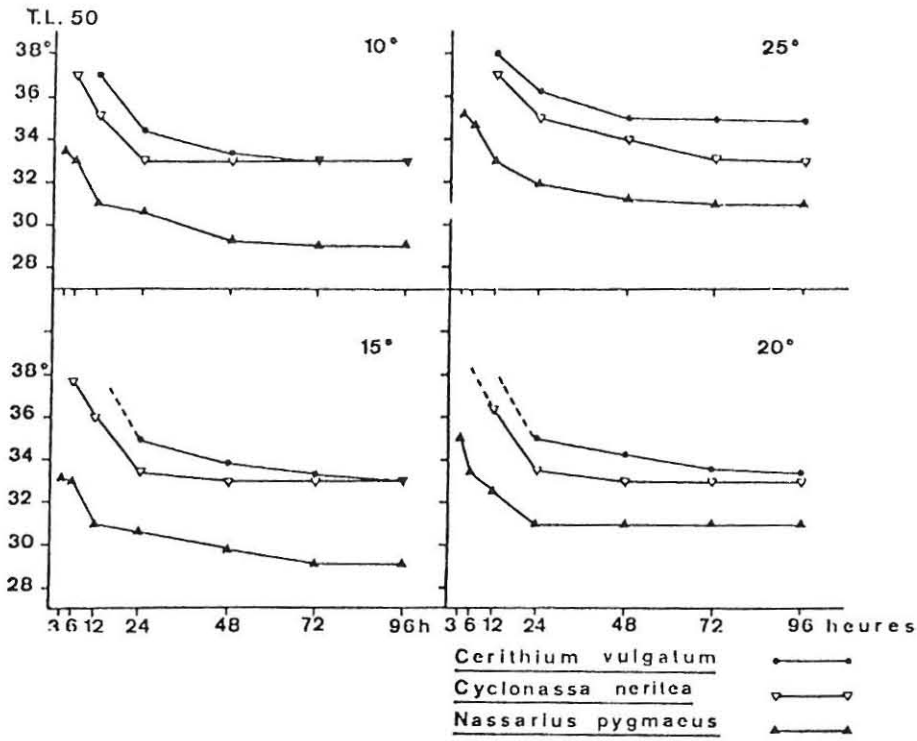 T.L. 50
10°
25°
38°
36
34
32
30
28
15°
20°
38°
36
34
32
30
28
3 6 12 24 48 72 96h
3 6 12 24 48 72 96 heures
Cerithium vulgatum
Cyclonassa neritea
Nassarius pygmaeus